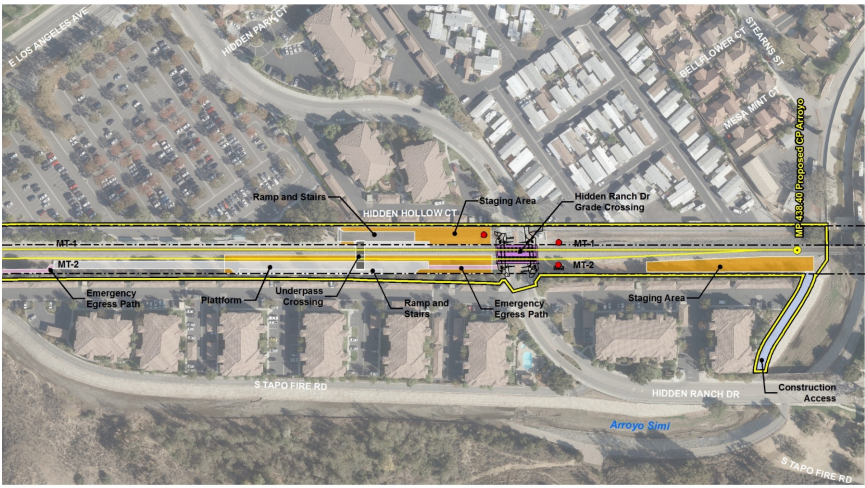 E LOS ANGELES AVE
HIDDEN PARK CT
STEARNS ST
BELLFLOWER CT
MESA MINT CT
MP 438.40 Proposed CP Arroyo
Ramp and Stairs
Staging Area
Hidden Ranch Dr
Grade Crossing
HIDDEN HOLLOW CT
MT-1
MT-1
MT-2
MT-2
Emergency
Egress Path
Plattform
Underpass
Crossing
Ramp and
Stairs
Emergency
Egress Path
Staging Area
Construction
Access
S TAPO FIRE RD
HIDDEN RANCH DR
Arroyo Simi
S TAPO FIRE RD